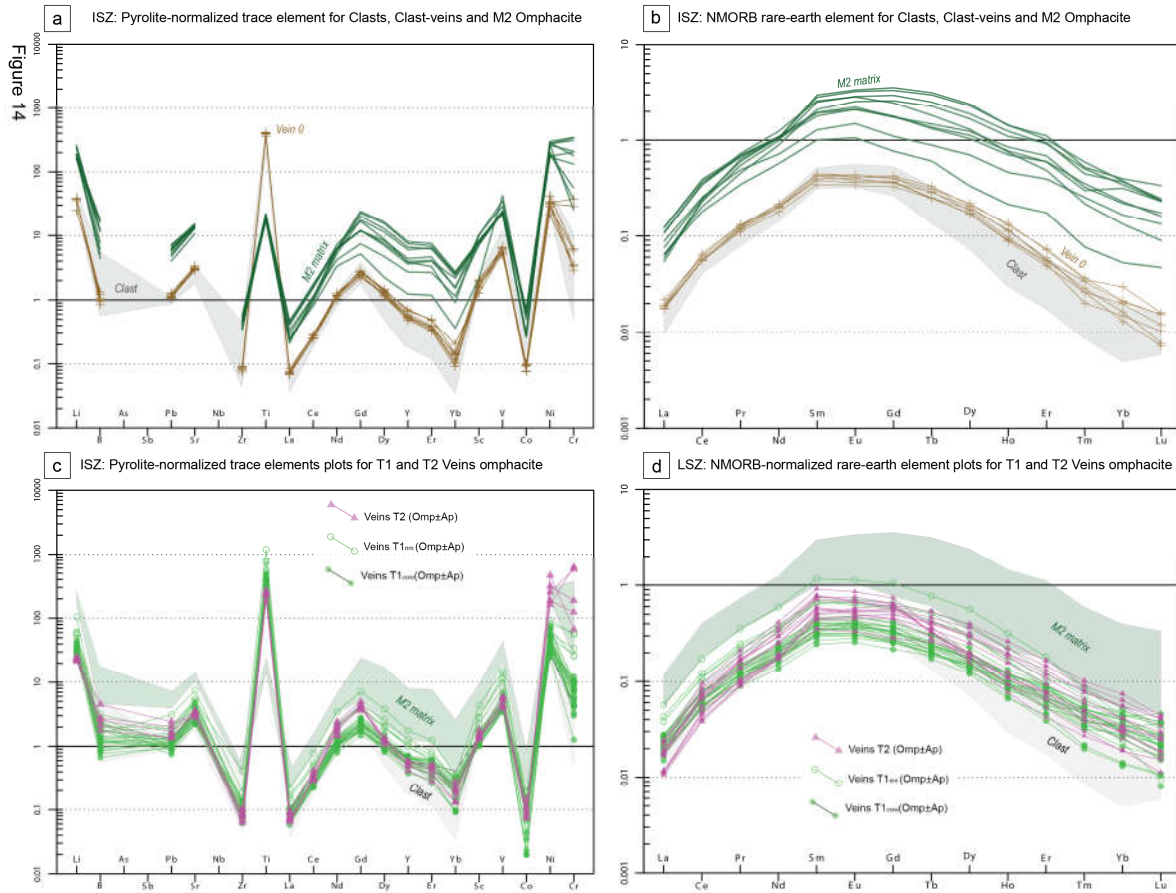 Figure 14
a ISZ: Pyrolite-normalized trace element for Clasts, Clast-veins and M2 Omphacite
10000
1000
100
10
1
0.1
0.01
Vein 0
M2 matrix
Clast
Li As Pb Nb Ti La Ce Gd Y Yb V Ni
B Sb Sr Zr Nd Dy Er Sc Co Cr
b ISZ: NMORB rare-earth element for Clasts, Clast-veins and M2 Omphacite
10
1
0.1
0.01
0.001
M2 matrix
Vein 0
Clast
La Pr Sm Gd Dy Er Yb
Ce Nd Eu Tb Ho Tm Lu
c ISZ: Pyrolite-normalized trace elements plots for T1 and T2 Veins omphacite
10000
1000
100
10
1
0.1
0.01
Veins T2 (Omp±Ap)
Veins T1rim (Omp±Ap)
Veins T1core(Omp±Ap)
M2 matrix
Clast
Li As Pb Nb Ti La Ce Gd Y Yb V Ni
B Sb Sr Zr Nd Dy Er Sc Co Cr
d LSZ: NMORB-normalized rare-earth element plots for T1 and T2 Veins omphacite
10
1
0.1
0.01
0.001
M2 matrix
Clast
Veins T2 (Omp±Ap)
Veins T1rim (Omp±Ap)
Veins T1core(Omp±Ap)
La Pr Sm Gd Dy Er Yb
Ce Nd Eu Tb Ho Tm Lu